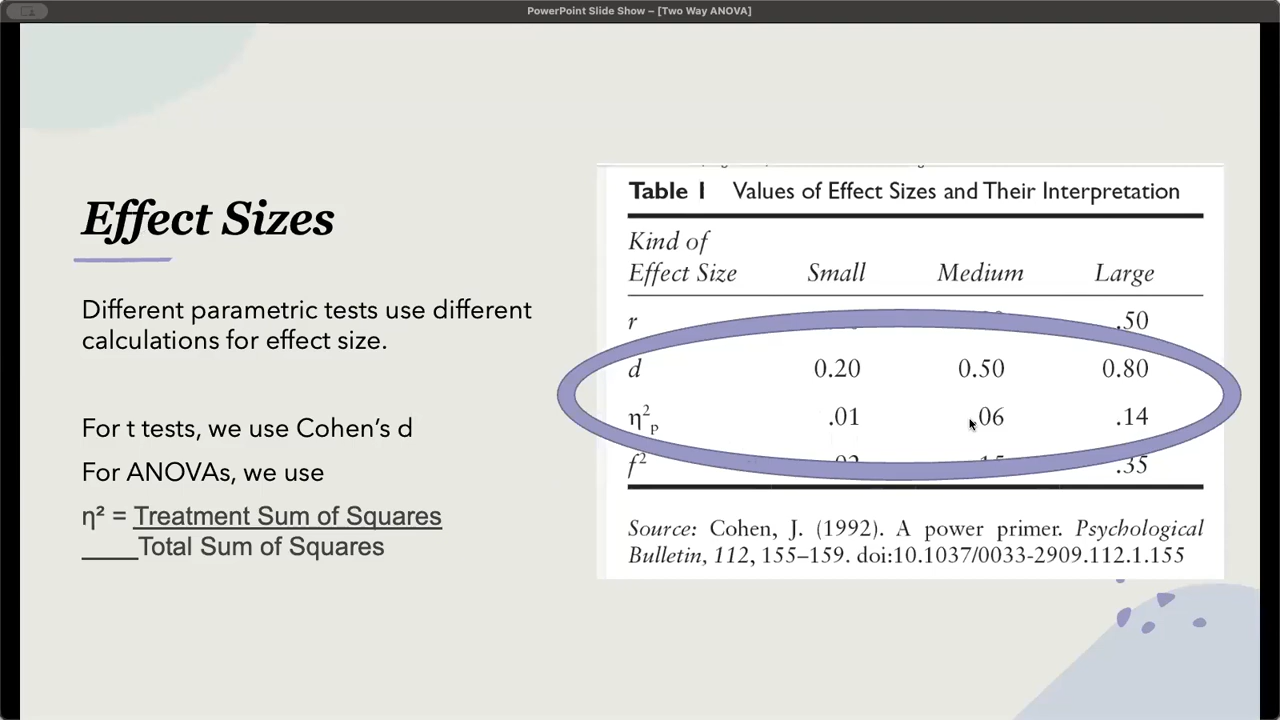 PowerPoint Slide Show – [Two Way ANOVA]
Effect Sizes
Different parametric tests use different
calculations for effect size.
For t tests, we use Cohen's d
For ANOVAs, we use
η² = Treatment Sum of Squares
____Total Sum of Squares
Table 1 Values of Effect Sizes and Their Interpretation
Kind of
Effect Size Small Medium Large
r .50
d 0.20 0.50 0.80
η²p .01 .06 .14
f² .35
Source: Cohen, J. (1992). A power primer. Psychological
Bulletin, 112, 155–159. doi:10.1037/0033-2909.112.1.155